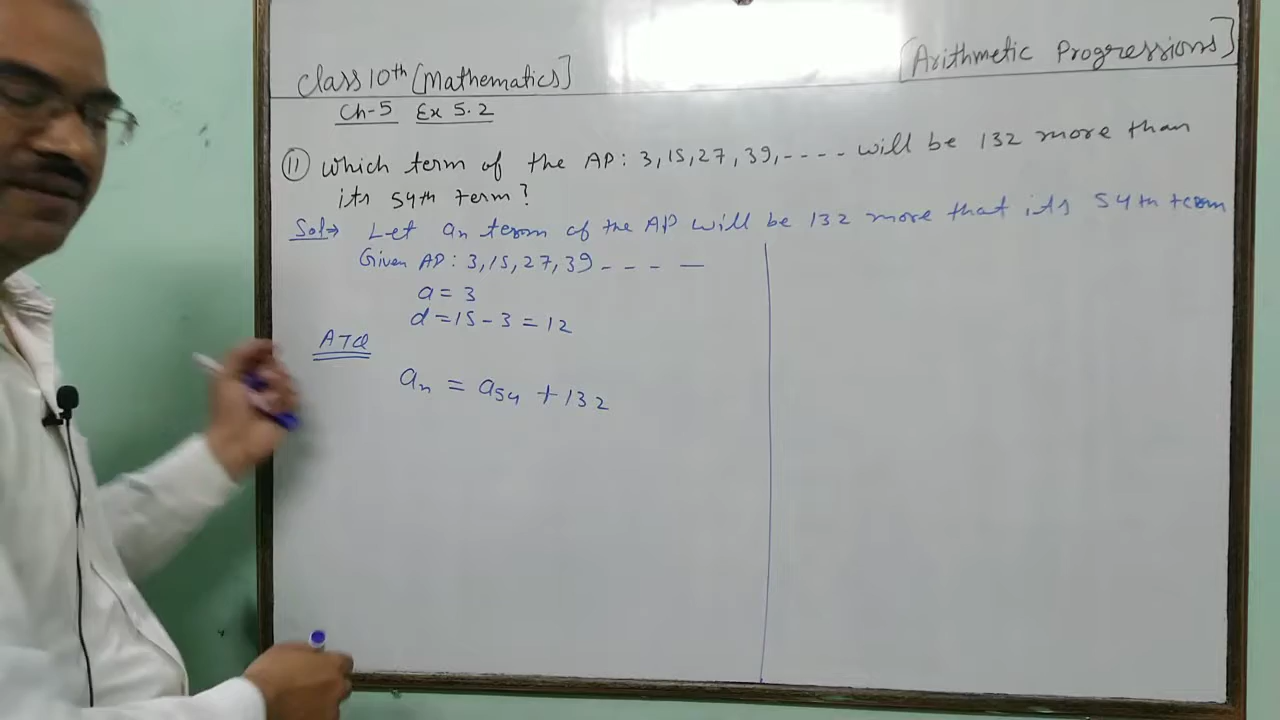 Class 10th [Mathematics]
[Arithmetic Progressions]
Ch-5 Ex 5.2
11 Which term of the AP: 3, 15, 27, 39, ---- will be 132 more than
its 54th term?
Sol→ Let an term of the AP will be 132 more that its 54th term
Given AP: 3, 15, 27, 39 ---- 
a = 3
d = 15 - 3 = 12
ATQ
an = a54 + 132